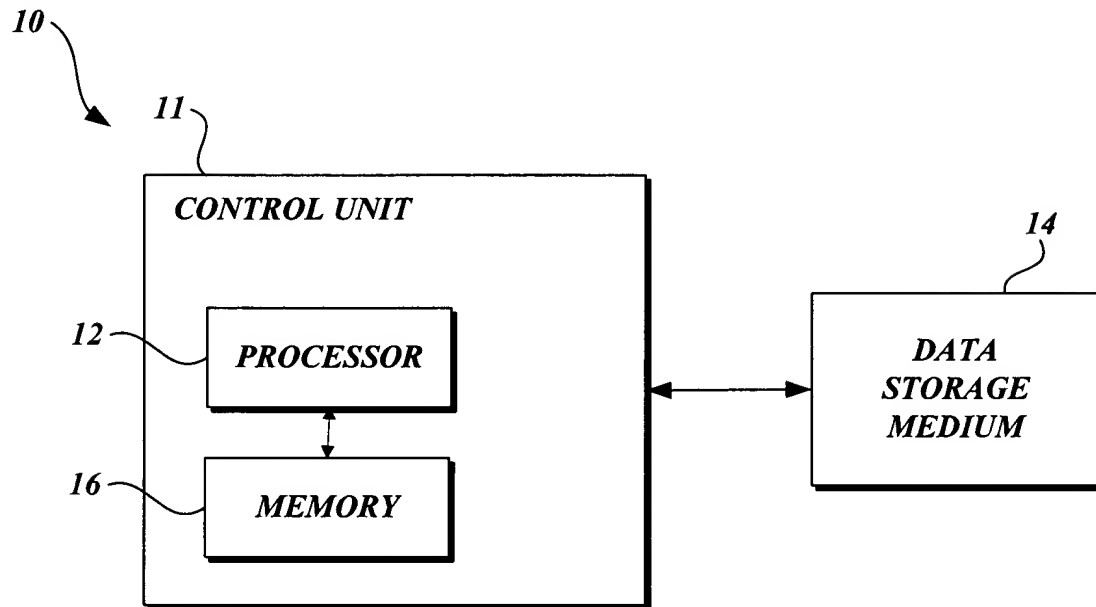 10
11
CONTROL UNIT
14
12
PROCESSOR
DATA
STORAGE
MEDIUM
16
MEMORY